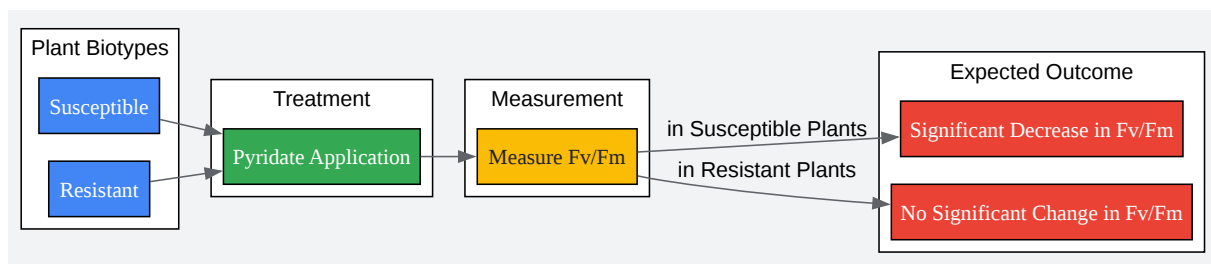 Plant Biotypes
Susceptible
Resistant
Treatment
Pyridate Application
Measurement
Measure Fv/Fm
in Susceptible Plants
in Resistant Plants
Expected Outcome
Significant Decrease in Fv/Fm
No Significant Change in Fv/Fm